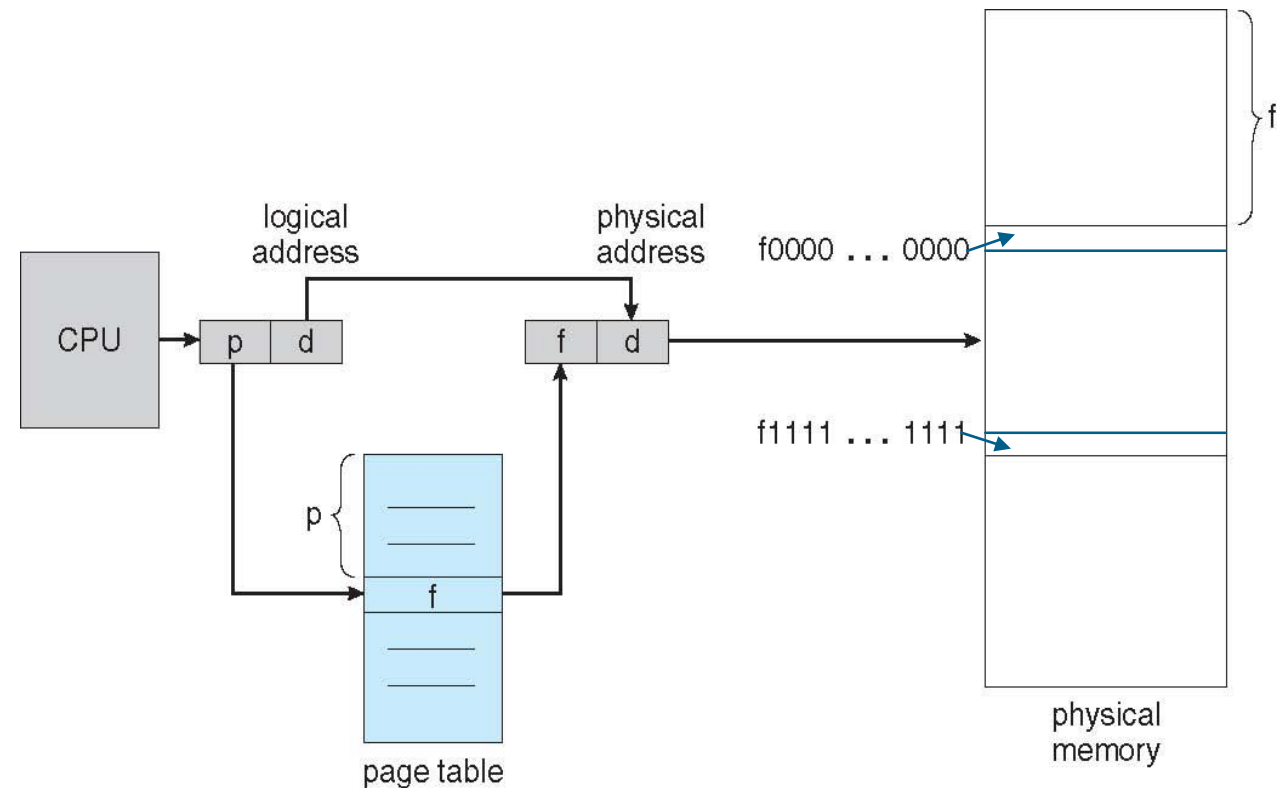 f
logical
address
physical
address
f0000 ... 0000
CPU
p
d
f
d
f1111 ... 1111
p
f
page table
physical
memory